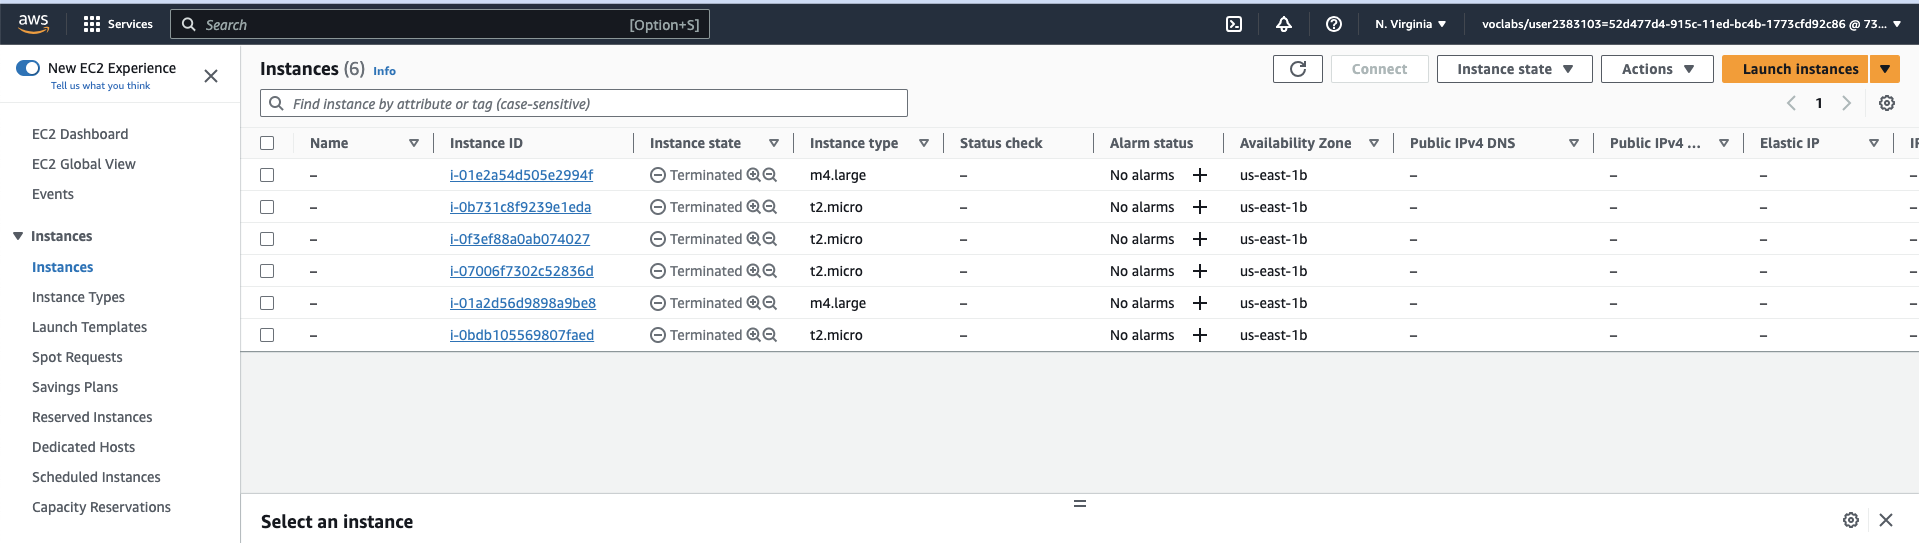 aws Services Search [Option+S] N. Virginia voclabs/user2383103=52d477d4-915c-11ed-bc4b-1773cfd92c86 @ 73...
New EC2 Experience
Tell us what you think
EC2 Dashboard
EC2 Global View
Events
Instances
Instances
Instance Types
Launch Templates
Spot Requests
Savings Plans
Reserved Instances
Dedicated Hosts
Scheduled Instances
Capacity Reservations
Instances (6) Info Connect Instance state Actions Launch instances
Find instance by attribute or tag (case-sensitive) 1
Name Instance ID Instance state Instance type Status check Alarm status Availability Zone Public IPv4 DNS Public IPv4 ... Elastic IP
– i-01e2a54d505e2994f Terminated m4.large – No alarms + us-east-1b – – – –
– i-0b731c8f9239e1eda Terminated t2.micro – No alarms + us-east-1b – – – –
– i-0f3ef88a0ab074027 Terminated t2.micro – No alarms + us-east-1b – – – –
– i-07006f7302c52836d Terminated t2.micro – No alarms + us-east-1b – – – –
– i-01a2d56d9898a9be8 Terminated m4.large – No alarms + us-east-1b – – – –
– i-0bdb105569807faed Terminated t2.micro – No alarms + us-east-1b – – – –
Select an instance